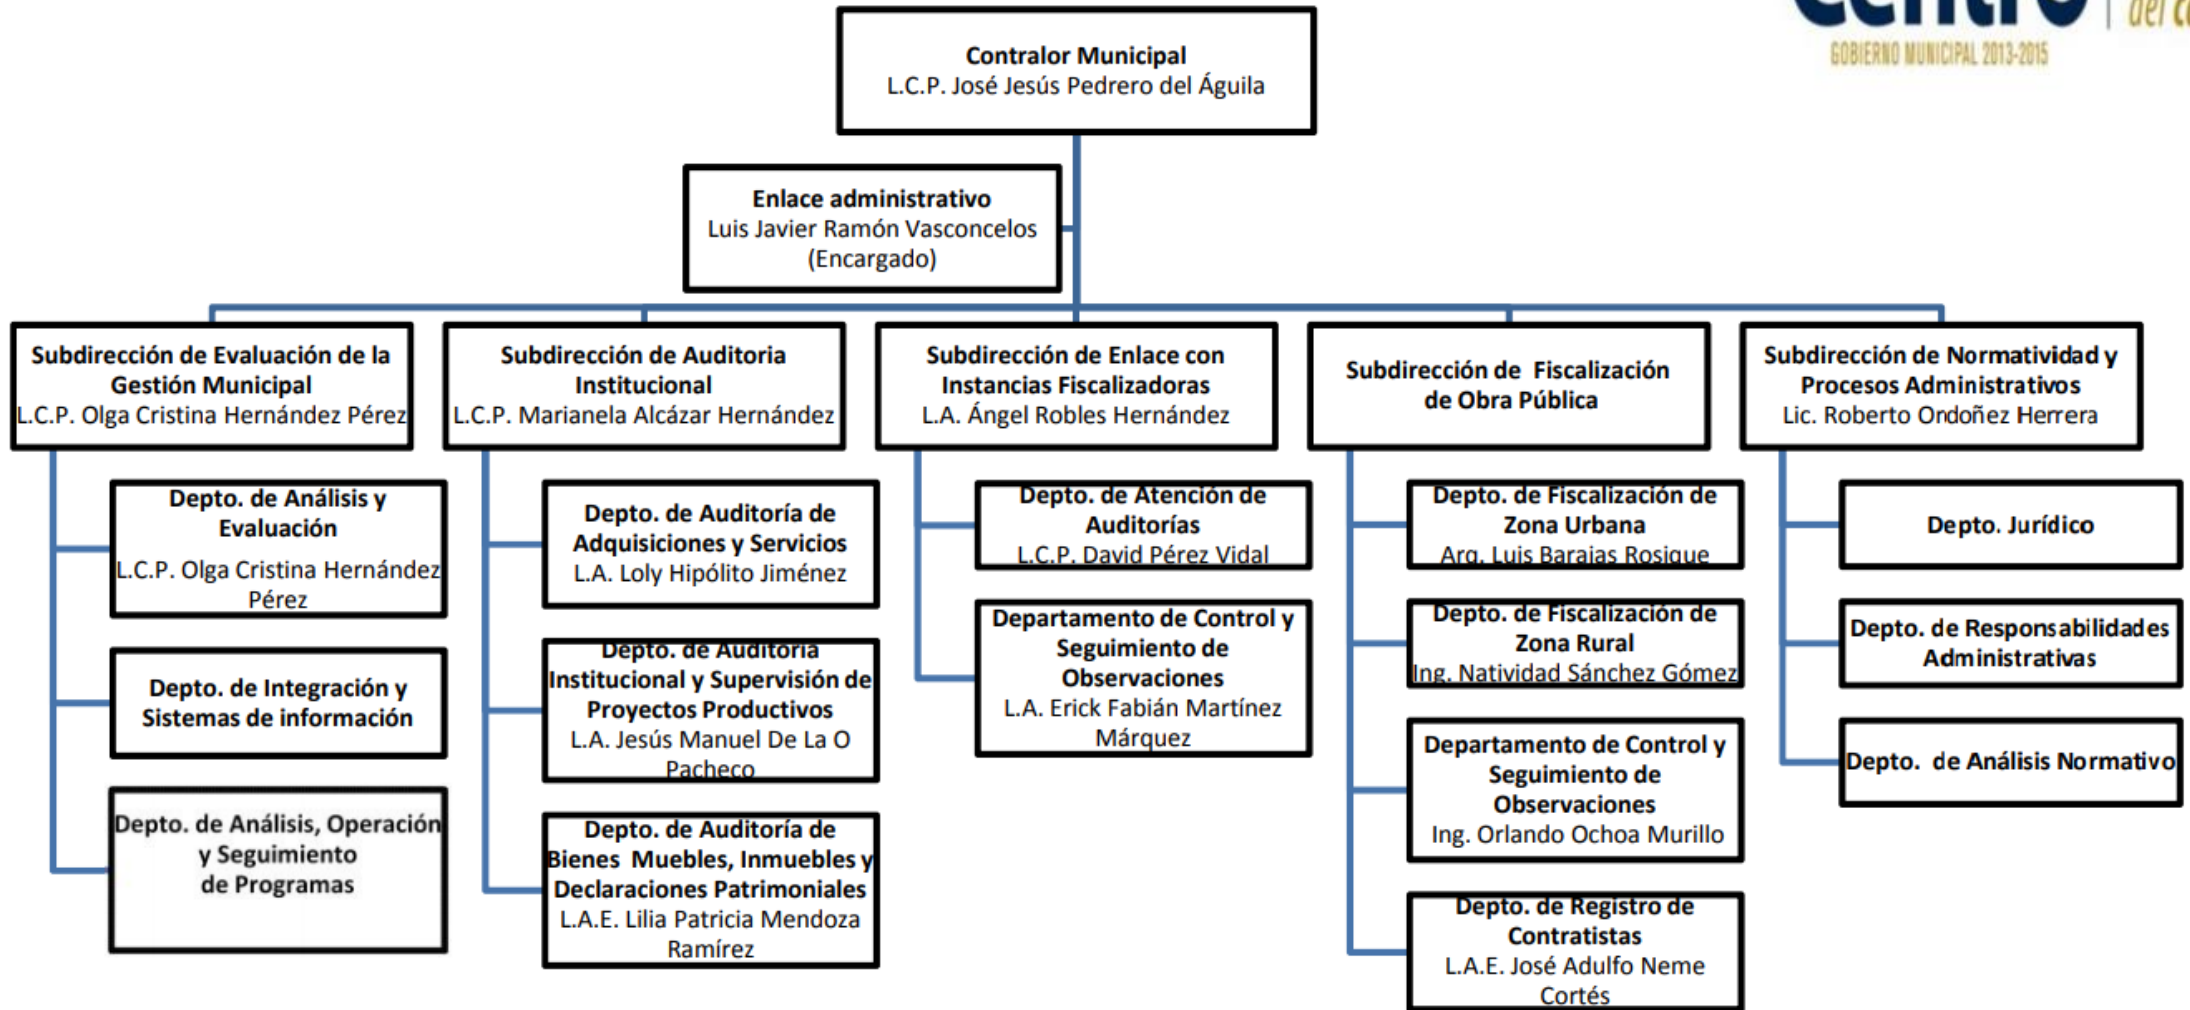 Centro
del
GOBIERNO MUNICIPAL 2013-2015
Contralor Municipal
L.C.P. José Jesús Pedrero del Águila
Enlace administrativo
Luis Javier Ramón Vasconcelos
(Encargado)
Subdirección de Evaluación de la
Gestión Municipal
L.C.P. Olga Cristina Hernández Pérez
Subdirección de Auditoria
Institucional
L.C.P. Marianela Alcázar Hernández
Subdirección de Enlace con
Instancias Fiscalizadoras
L.A. Ángel Robles Hernández
Subdirección de Fiscalización
de Obra Pública
Subdirección de Normatividad y
Procesos Administrativos
Lic. Roberto Ondoñez Herrera
Depto. de Análisis y
Evaluación
L.C.P. Olga Cristina Hernández
Pérez
Depto. de Integración y
Sistemas de información
Depto. de Análisis, Operación
y Seguimiento
de Programas
Depto. de Auditoría de
Adquisiciones y Servicios
L.A. Loly Hipólito Jiménez
Depto. de Auditoría
Institucional y Supervisión de
Proyectos Productivos
L.A. Jesús Manuel De La O
Pacheco
Depto. de Auditoría de
Bienes Muebles, Inmuebles y
Declaraciones Patrimoniales
L.A.E. Lilia Patricia Mendoza
Ramírez
Depto. de Atención de
Auditorías
L.C.P. David Pérez Vidal
Departamento de Control y
Seguimiento de
Observaciones
L.A. Erick Fabián Martínez
Márquez
Depto. de Fiscalización de
Zona Urbana
Arq. Luis Barajas Rosique
Depto. de Fiscalización de
Zona Rural
Ing. Natividad Sánchez Gómez
Departamento de Control y
Seguimiento de
Observaciones
Ing. Orlando Ochoa Murillo
Depto. de Registro de
Contratistas
L.A.E. José Adulfo Neme
Cortés
Depto. Jurídico
Depto. de Responsabilidades
Administrativas
Depto. de Análisis Normativo